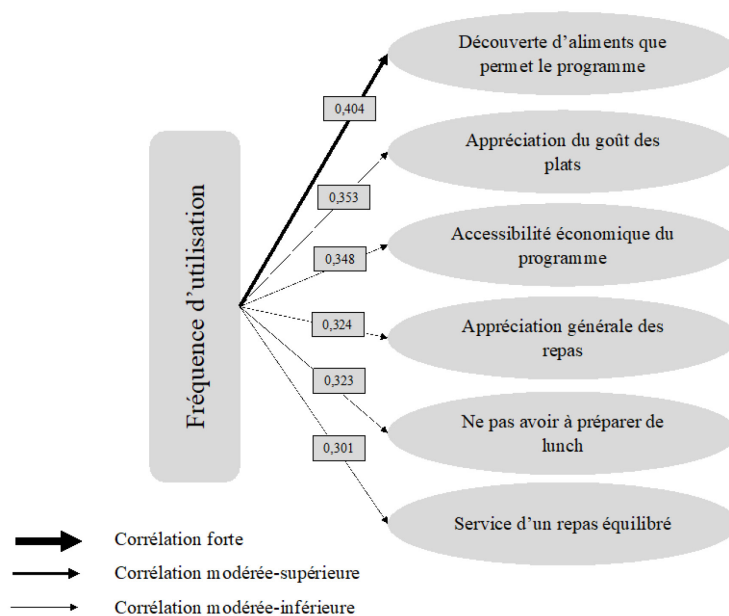 Découverte d'aliments que
permet le programme
0,404
Appréciation du goût des
plats
0,353
Accessibilité économique du
programme
0,348
Fréquence d'utilisation
0,324
Appréciation générale des
repas
0,323
Ne pas avoir à préparer de
lunch
0,301
Service d'un repas équilibré
Corrélation forte
Corrélation modérée-supérieure
Corrélation modérée-inférieure